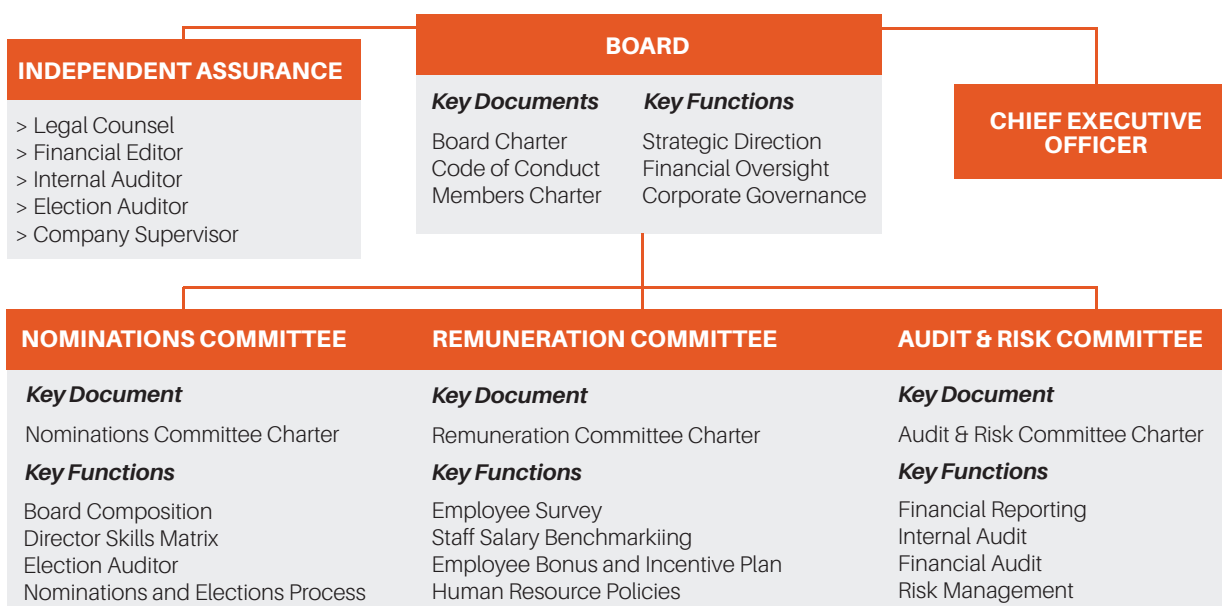 BOARD
INDEPENDENT ASSURANCE
> Legal Counsel
> Financial Editor
> Internal Auditor
> Election Auditor
> Company Supervisor
Key Documents
Board Charter
Code of Conduct
Members Charter
Key Functions
Strategic Direction
Financial Oversight
Corporate Governance
CHIEF EXECUTIVE
OFFICER
NOMINATIONS COMMITTEE
Key Document
Nominations Committee Charter
Key Functions
Board Composition
Director Skills Matrix
Election Auditor
Nominations and Elections Process
REMUNERATION COMMITTEE
Key Document
Remuneration Committee Charter
Key Functions
Employee Survey
Staff Salary Benchmarkiing
Employee Bonus and Incentive Plan
Human Resource Policies
AUDIT & RISK COMMITTEE
Key Document
Audit & Risk Committee Charter
Key Functions
Financial Reporting
Internal Audit
Financial Audit
Risk Management